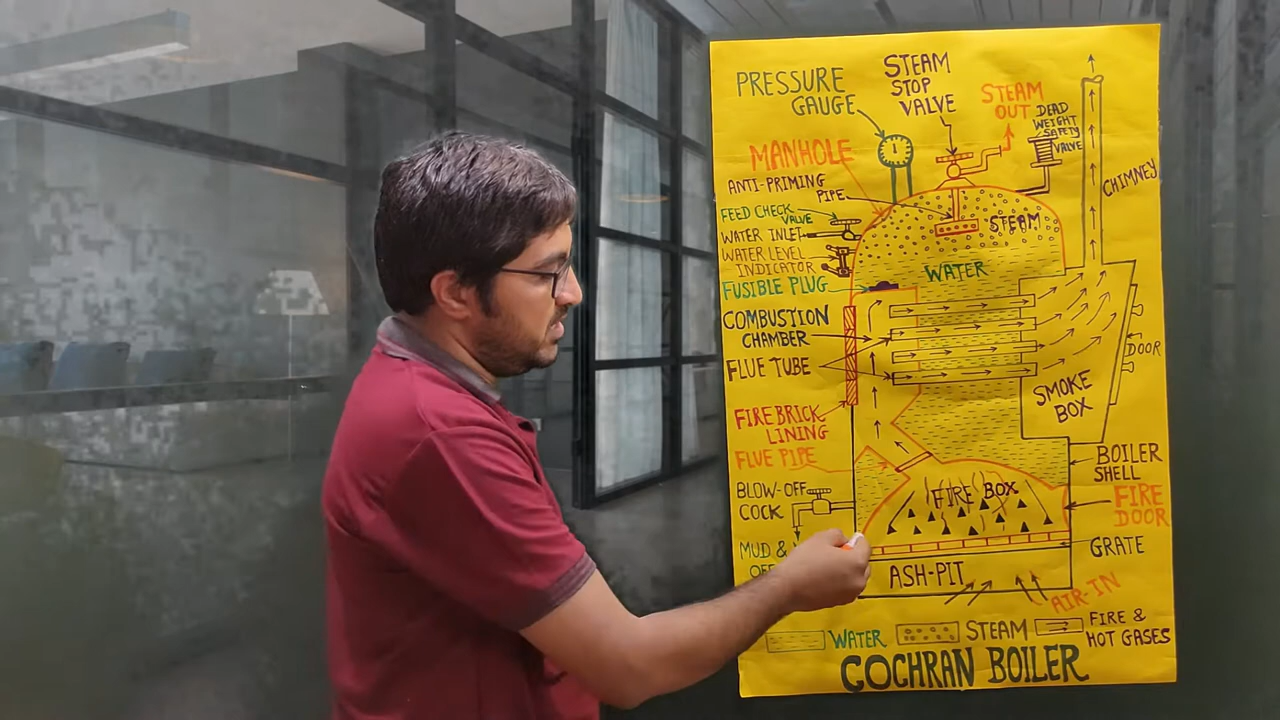 PRESSURE
GAUGE
STEAM
STOP
VALVE
STEAM
OUT
DEAD
WEIGHT
SAFETY
VALVE
MANHOLE
ANTI-PRIMING
PIPE
CHIMNEY
FEED CHECK
VALVE
STEAM
WATER INLET
WATER LEVEL
INDICATOR
WATER
FUSIBLE PLUG
COMBUSTION
CHAMBER
FLUE TUBE
DOOR
SMOKE
BOX
FIRE BRICK
LINING
FLUE PIPE
BOILER
SHELL
BLOW-OFF
COCK
FIRE BOX
FIRE
DOOR
MUD &
GRATE
ASH-PIT
AIR-IN
WATER
STEAM
FIRE &
HOT GASES
COCHRAN BOILER